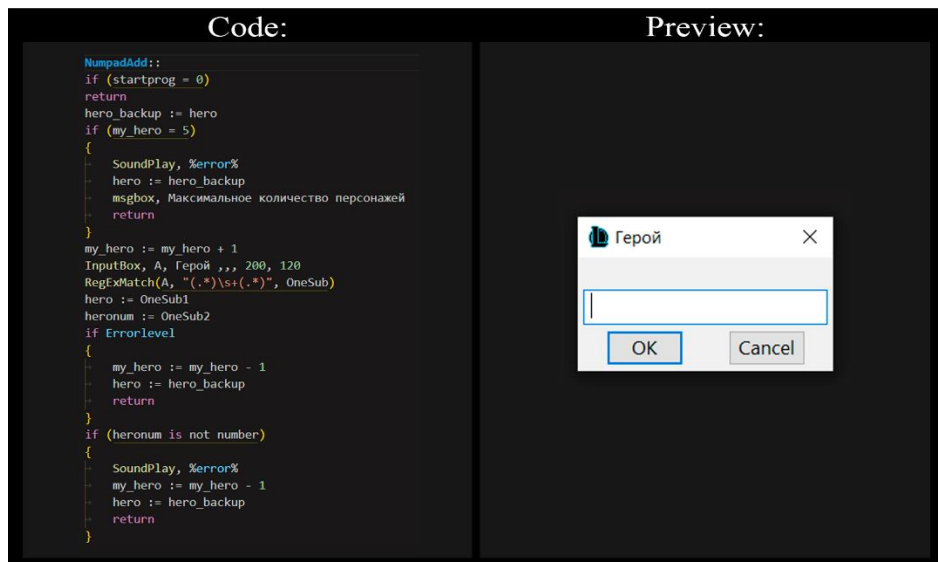 Code:
Preview:
NumpadAdd::
if (startprog = 0)
return
hero_backup := hero
if (my_hero = 5)
{
SoundPlay, %error%
hero := hero_backup
msgbox, Максимальное количество персонажей
return
}
my_hero := my_hero + 1
InputBox, A, Герой ,,, 200, 120
RegExMatch(A, "(.*)\s+(.*)", OneSub)
hero := OneSub1
heronum := OneSub2
if Errorlevel
{
my_hero := my_hero - 1
hero := hero_backup
return
}
if (heronum is not number)
{
SoundPlay, %error%
my_hero := my_hero - 1
hero := hero_backup
return
}
Герой
OK
Cancel